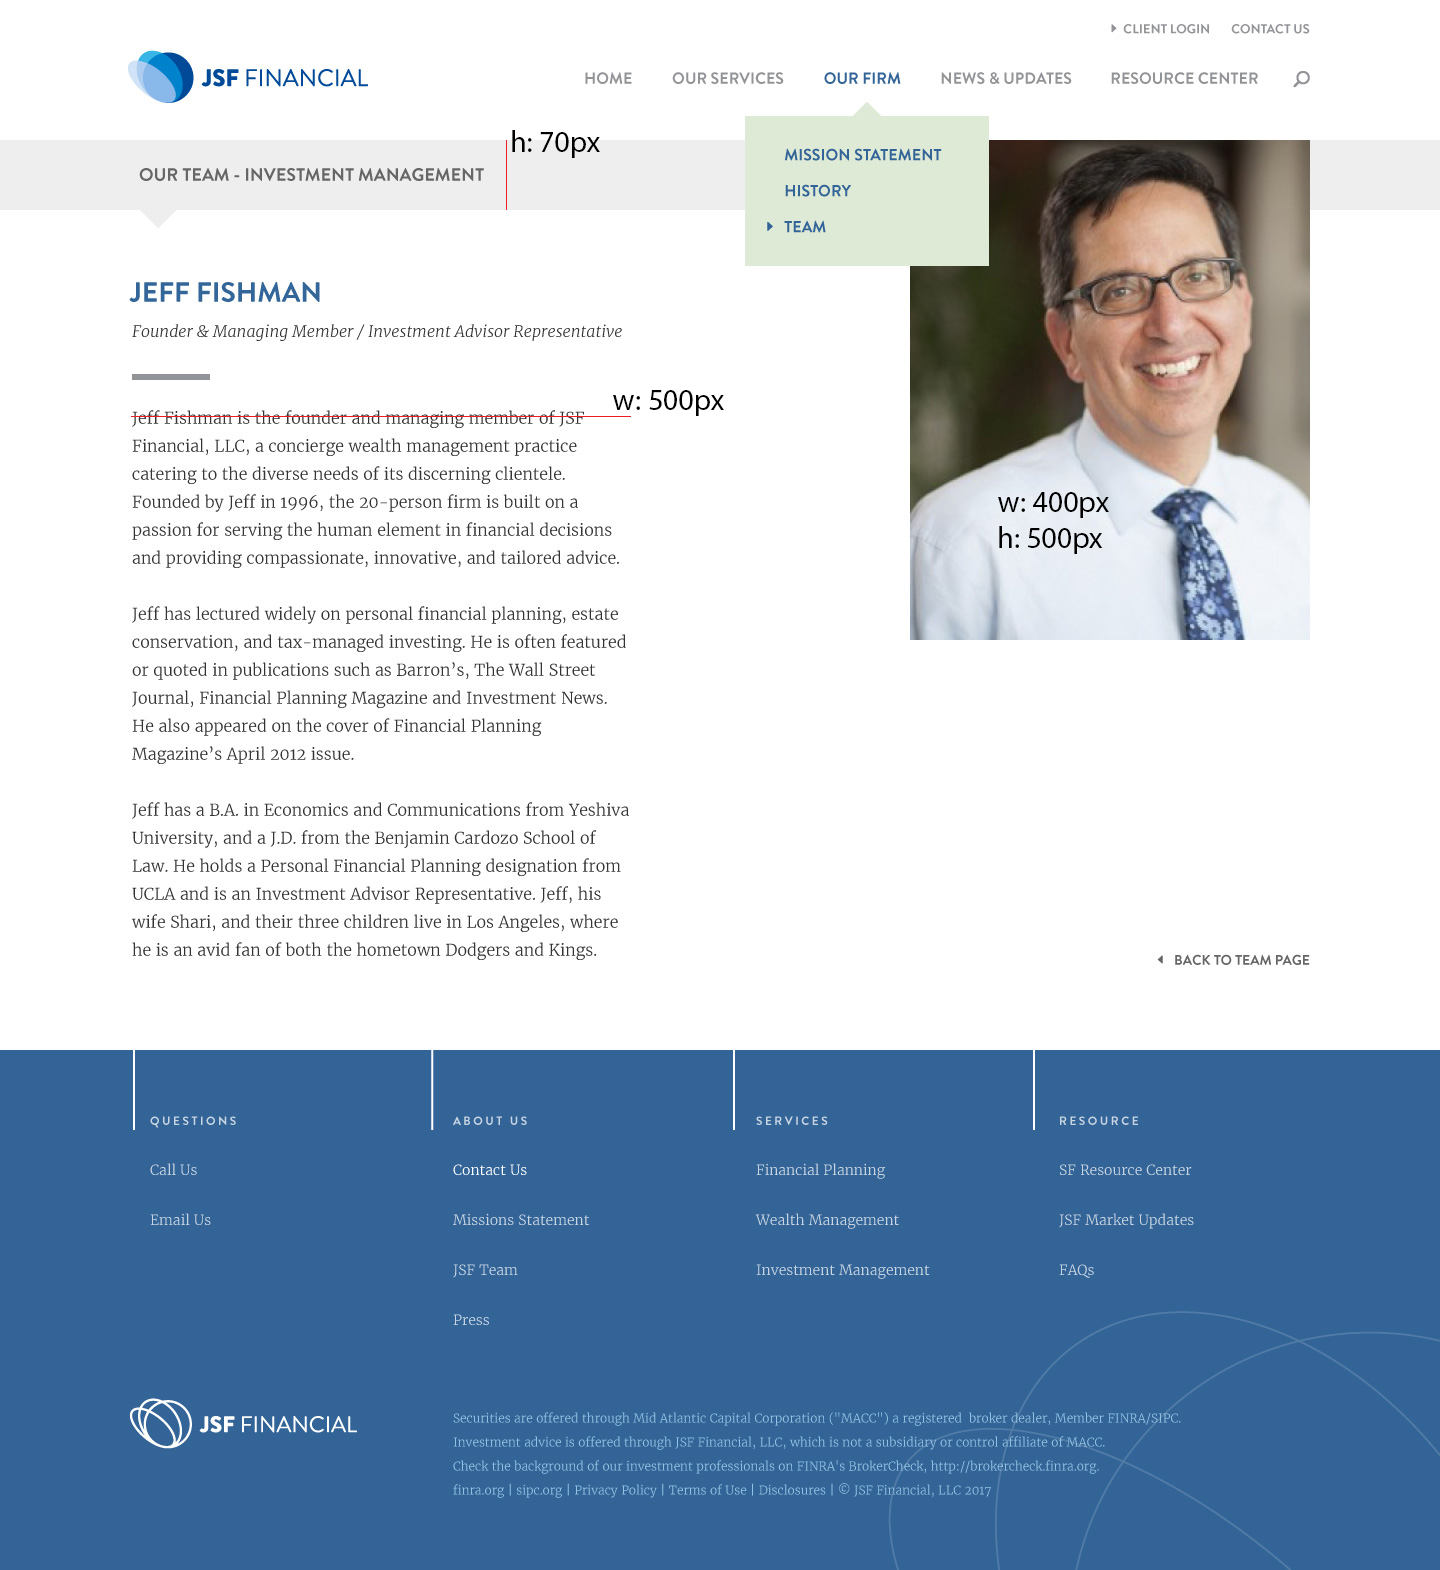 CLIENT LOGIN CONTACT US
JSF FINANCIAL
HOME OUR SERVICES OUR FIRM NEWS & UPDATES RESOURCE CENTER
h: 70px
OUR TEAM - INVESTMENT MANAGEMENT
MISSION STATEMENT
HISTORY
TEAM
JEFF FISHMAN
Founder & Managing Member / Investment Advisor Representative
w: 500px
Jeff Fishman is the founder and managing member of JSF
Financial, LLC, a concierge wealth management practice
catering to the diverse needs of its discerning clientele.
Founded by Jeff in 1996, the 20-person firm is built on a
passion for serving the human element in financial decisions
and providing compassionate, innovative, and tailored advice.
w: 400px
h: 500px
Jeff has lectured widely on personal financial planning, estate
conservation, and tax-managed investing. He is often featured
or quoted in publications such as Barron’s, The Wall Street
Journal, Financial Planning Magazine and Investment News.
He also appeared on the cover of Financial Planning
Magazine’s April 2012 issue.
Jeff has a B.A. in Economics and Communications from Yeshiva
University, and a J.D. from the Benjamin Cardozo School of
Law. He holds a Personal Financial Planning designation from
UCLA and is an Investment Advisor Representative. Jeff, his
wife Shari, and their three children live in Los Angeles, where
he is an avid fan of both the hometown Dodgers and Kings.
BACK TO TEAM PAGE
QUESTIONS
Call Us
Email Us
ABOUT US
Contact Us
Missions Statement
JSF Team
Press
SERVICES
Financial Planning
Wealth Management
Investment Management
RESOURCE
SF Resource Center
JSF Market Updates
FAQs
JSF FINANCIAL
Securities are offered through Mid Atlantic Capital Corporation ("MACC") a registered  broker dealer, Member FINRA/SIPC.
Investment advice is offered through JSF Financial, LLC, which is not a subsidiary or control affiliate of MACC.
Check the background of our investment professionals on FINRA's BrokerCheck, http://brokercheck.finra.org.
finra.org | sipc.org | Privacy Policy | Terms of Use | Disclosures | © JSF Financial, LLC 2017